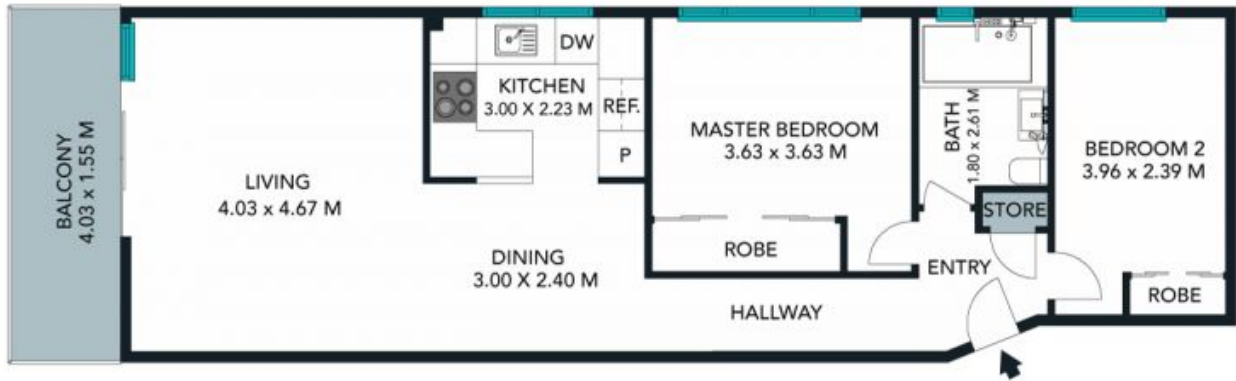 BALCONY
4.03 x 1.55 M
LIVING
4.03 x 4.67 M
DW
KITCHEN
3.00 X 2.23 M
REF.
P
DINING
3.00 X 2.40 M
MASTER BEDROOM
3.63 x 3.63 M
ROBE
HALLWAY
BATH
1.80 x 2.61 M
STORE
ENTRY
BEDROOM 2
3.96 x 2.39 M
ROBE